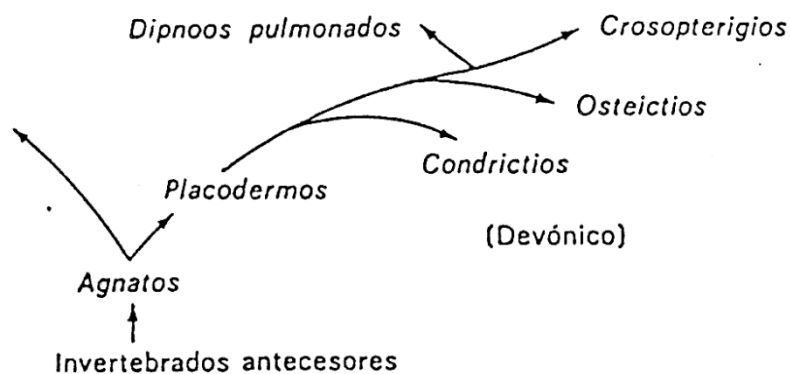 Dipnoos pulmonados
Crosopterigios
Osteictios
Condrictios
Placodermos
(Devónico)
Agnatos
Invertebrados antecesores